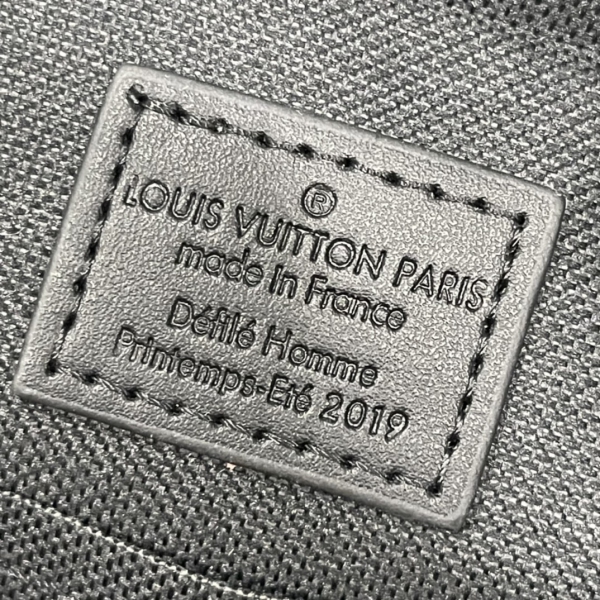 ®
LOUIS VUITTON PARIS
made in France
Défilé Homme
Printemps-Eté 2019